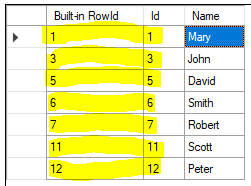 Built-in RowId Id Name
1 1 Mary
3 3 John
5 5 David
6 6 Smith
7 7 Robert
11 11 Scott
12 12 Peter